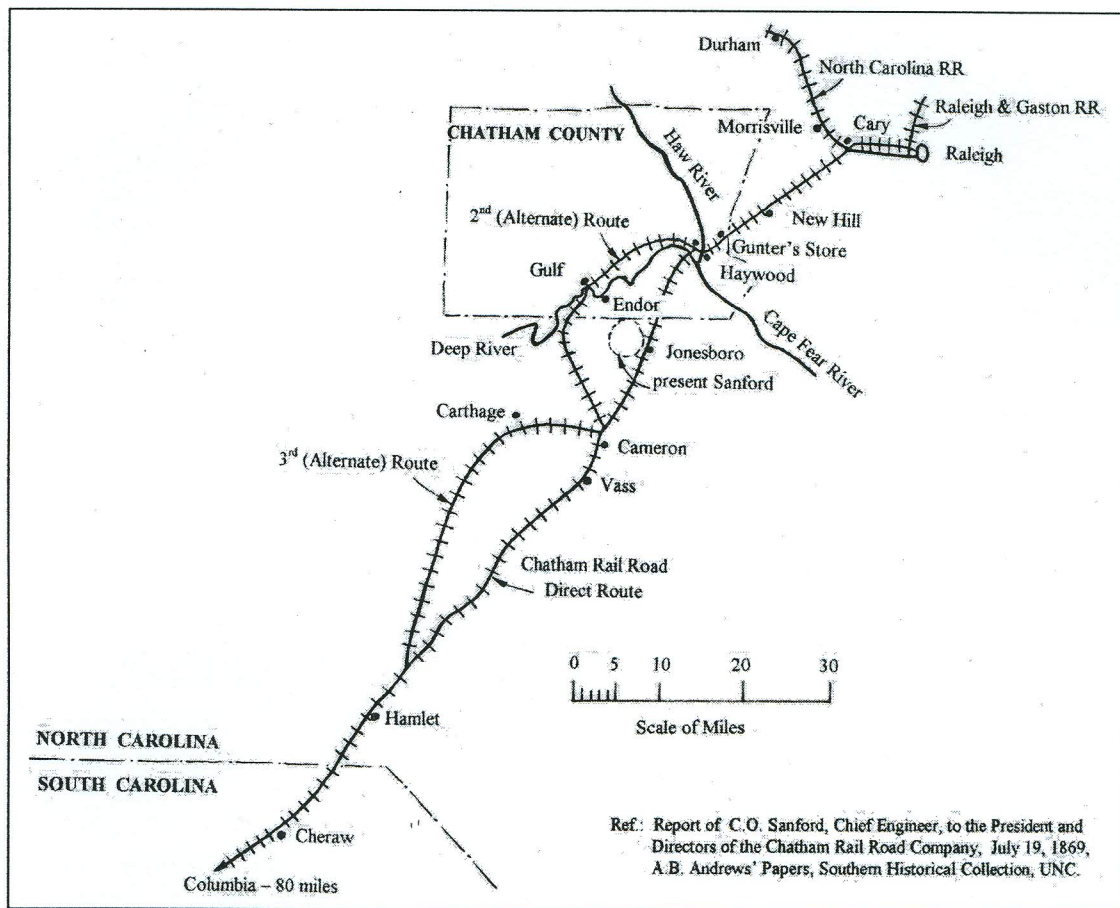 Durham
North Carolina RR
Raleigh & Gaston RR
Morrisville
Cary
Raleigh
CHATHAM COUNTY
Haw River
2nd (Alternate) Route
New Hill
Gunter's Store
Haywood
Gulf
Endor
Cape Fear River
Deep River
Jonesboro
present Sanford
Carthage
Cameron
3rd (Alternate) Route
Vass
Chatham Rail Road
Direct Route
0 5 10 20 30
Scale of Miles
Hamlet
NORTH CAROLINA
SOUTH CAROLINA
Cheraw
Columbia – 80 miles
Ref.: Report of C.O. Sanford, Chief Engineer, to the President and
Directors of the Chatham Rail Road Company, July 19, 1869,
A.B. Andrews' Papers, Southern Historical Collection, UNC.